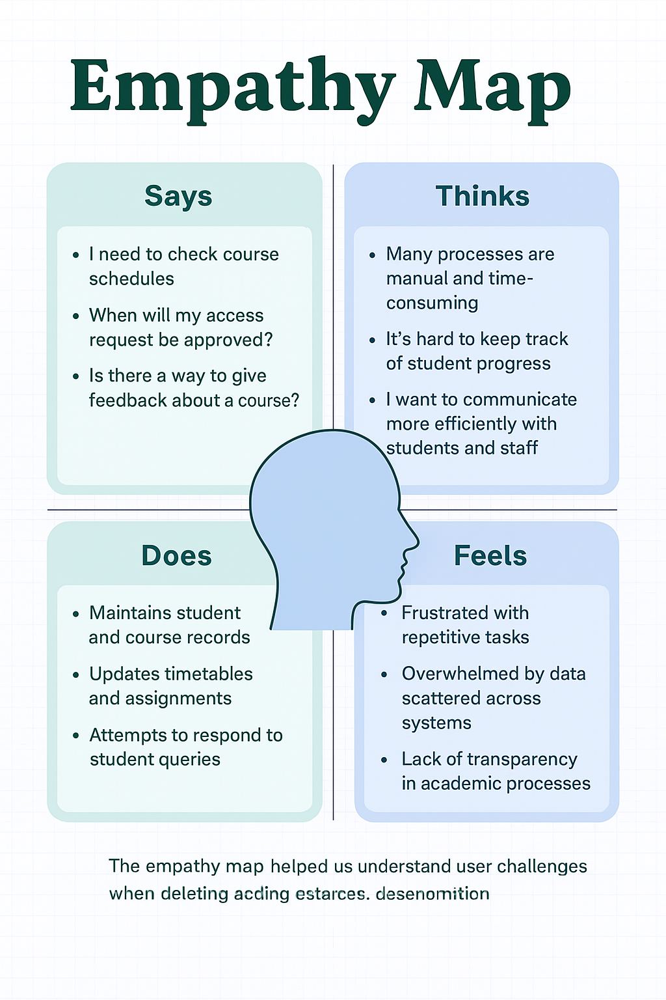 Empathy Map
Says
• I need to check course
schedules
• When will my access
request be approved?
• Is there a way to give
feedback about a course?
Thinks
• Many processes are
manual and time-
consuming
• It’s hard to keep track
of student progress
• I want to communicate
more efficiently with
students and staff
Does
• Maintains student
and course records
• Updates timetables
and assignments
• Attempts to respond to
student queries
Feels
• Frustrated with
repetitive tasks
• Overwhelmed by data
scattered across
systems
• Lack of transparency
in academic processes
The empathy map helped us understand user challenges
when deleting acding estarces. desenomition